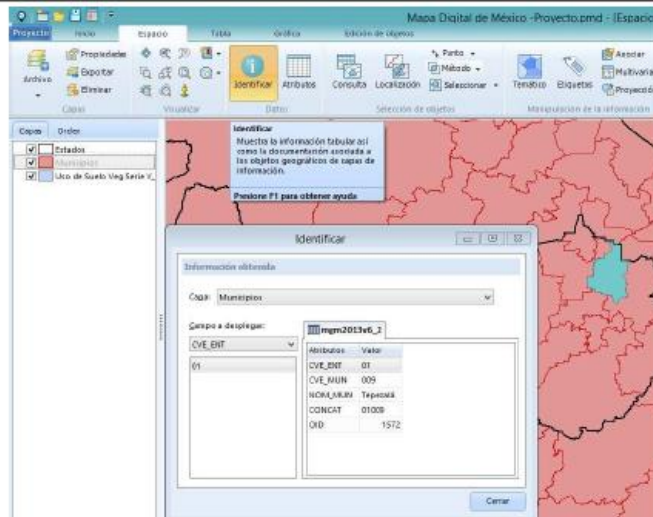 Mapa Digital de México -Proyecto.pmd - [Espacio
Proyecto Inicio Espacio Tabla Gráfica Edición de objetos
Archivo
Propiedades
Exportar
Eliminar
Identificar
Atributos
Consulta
Localización
Punto
Método
Seleccionar
Temático
Etiquetas
Asociar
Multivaria
Proyecció
Capas
Visualizar
Datos
Selección de objetos
Manipulación de la información
Capas Orden
Estados
Municipios
Uso de Suelo Veg Serie V_
Identificar
Muestra la información tabular así
como la documentación asociada a
los objetos geográficos de capas de
información.
Presione F1 para obtener ayuda
Identificar
Información obtenida
Capa: Municipios
Campo a desplegar:
CVE_ENT
01
mgm2013v6_2
Atributos Valor
CVE_ENT 01
CVE_MUN 009
NOM_MUN Tepezalá
CONCAT 01009
OID 1572
Cerrar